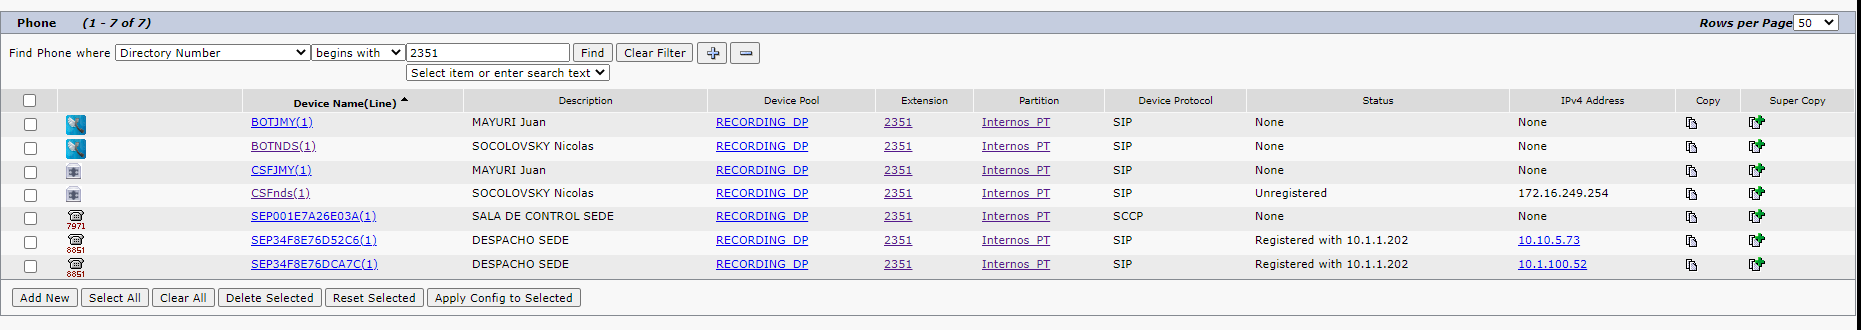 Phone (1 - 7 of 7) Rows per Page 50
Find Phone where Directory Number begins with 2351 Find Clear Filter
Select item or enter search text
Device Name(Line) Description Device Pool Extension Partition Device Protocol Status IPv4 Address Copy Super Copy
BOTJMY(1) MAYURI Juan RECORDING_DP 2351 Internos_PT SIP None None
BOTNDS(1) SOCOLOVSKY Nicolas RECORDING_DP 2351 Internos_PT SIP None None
CSFJMY(1) MAYURI Juan RECORDING_DP 2351 Internos_PT SIP None None
CSFnds(1) SOCOLOVSKY Nicolas RECORDING_DP 2351 Internos_PT SIP Unregistered 172.16.249.254
7971 SEP001E7A26E03A(1) SALA DE CONTROL SEDE RECORDING_DP 2351 Internos_PT SCCP None None
8851 SEP34F8E76D52C6(1) DESPACHO SEDE RECORDING_DP 2351 Internos_PT SIP Registered with 10.1.1.202 10.10.5.73
8851 SEP34F8E76DCA7C(1) DESPACHO SEDE RECORDING_DP 2351 Internos_PT SIP Registered with 10.1.1.202 10.1.100.52
Add New Select All Clear All Delete Selected Reset Selected Apply Config to Selected